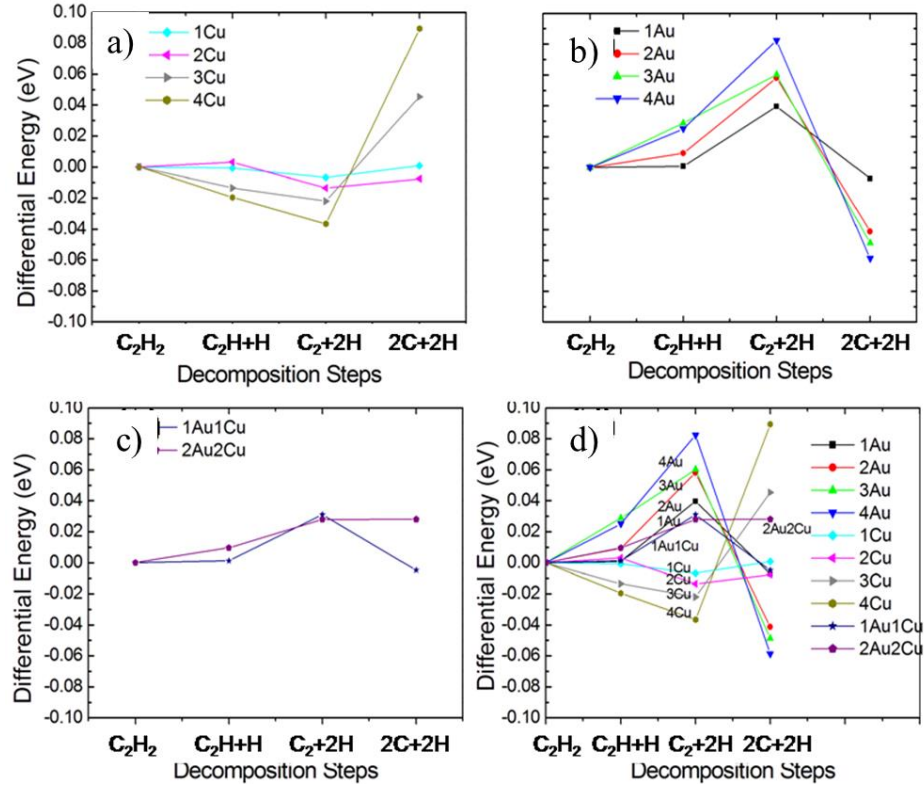 a)
1Cu
2Cu
3Cu
4Cu
Differential Energy (eV)
0.10
0.08
0.06
0.04
0.02
0.00
-0.02
-0.04
-0.06
-0.08
-0.10
C₂H₂ C₂H+H C₂+2H 2C+2H
Decomposition Steps
b)
1Au
2Au
3Au
4Au
C₂H₂ C₂H+H C₂+2H 2C+2H
Decomposition Steps
c)
1Au1Cu
2Au2Cu
Differential Energy (eV)
0.10
0.08
0.06
0.04
0.02
0.00
-0.02
-0.04
-0.06
-0.08
-0.10
C₂H₂ C₂H+H C₂+2H 2C+2H
Decomposition Steps
d)
Differential Energy (eV)
0.10
0.08
0.06
0.04
0.02
0.00
-0.02
-0.04
-0.06
-0.08
-0.10
4Au
3Au
2Au
1Au
1Au1Cu
2Au2Cu
1Cu
2Cu
3Cu
4Cu
1Au
2Au
3Au
4Au
1Cu
2Cu
3Cu
4Cu
1Au1Cu
2Au2Cu
C₂H₂ C₂H+H C₂+2H 2C+2H
Decomposition Steps